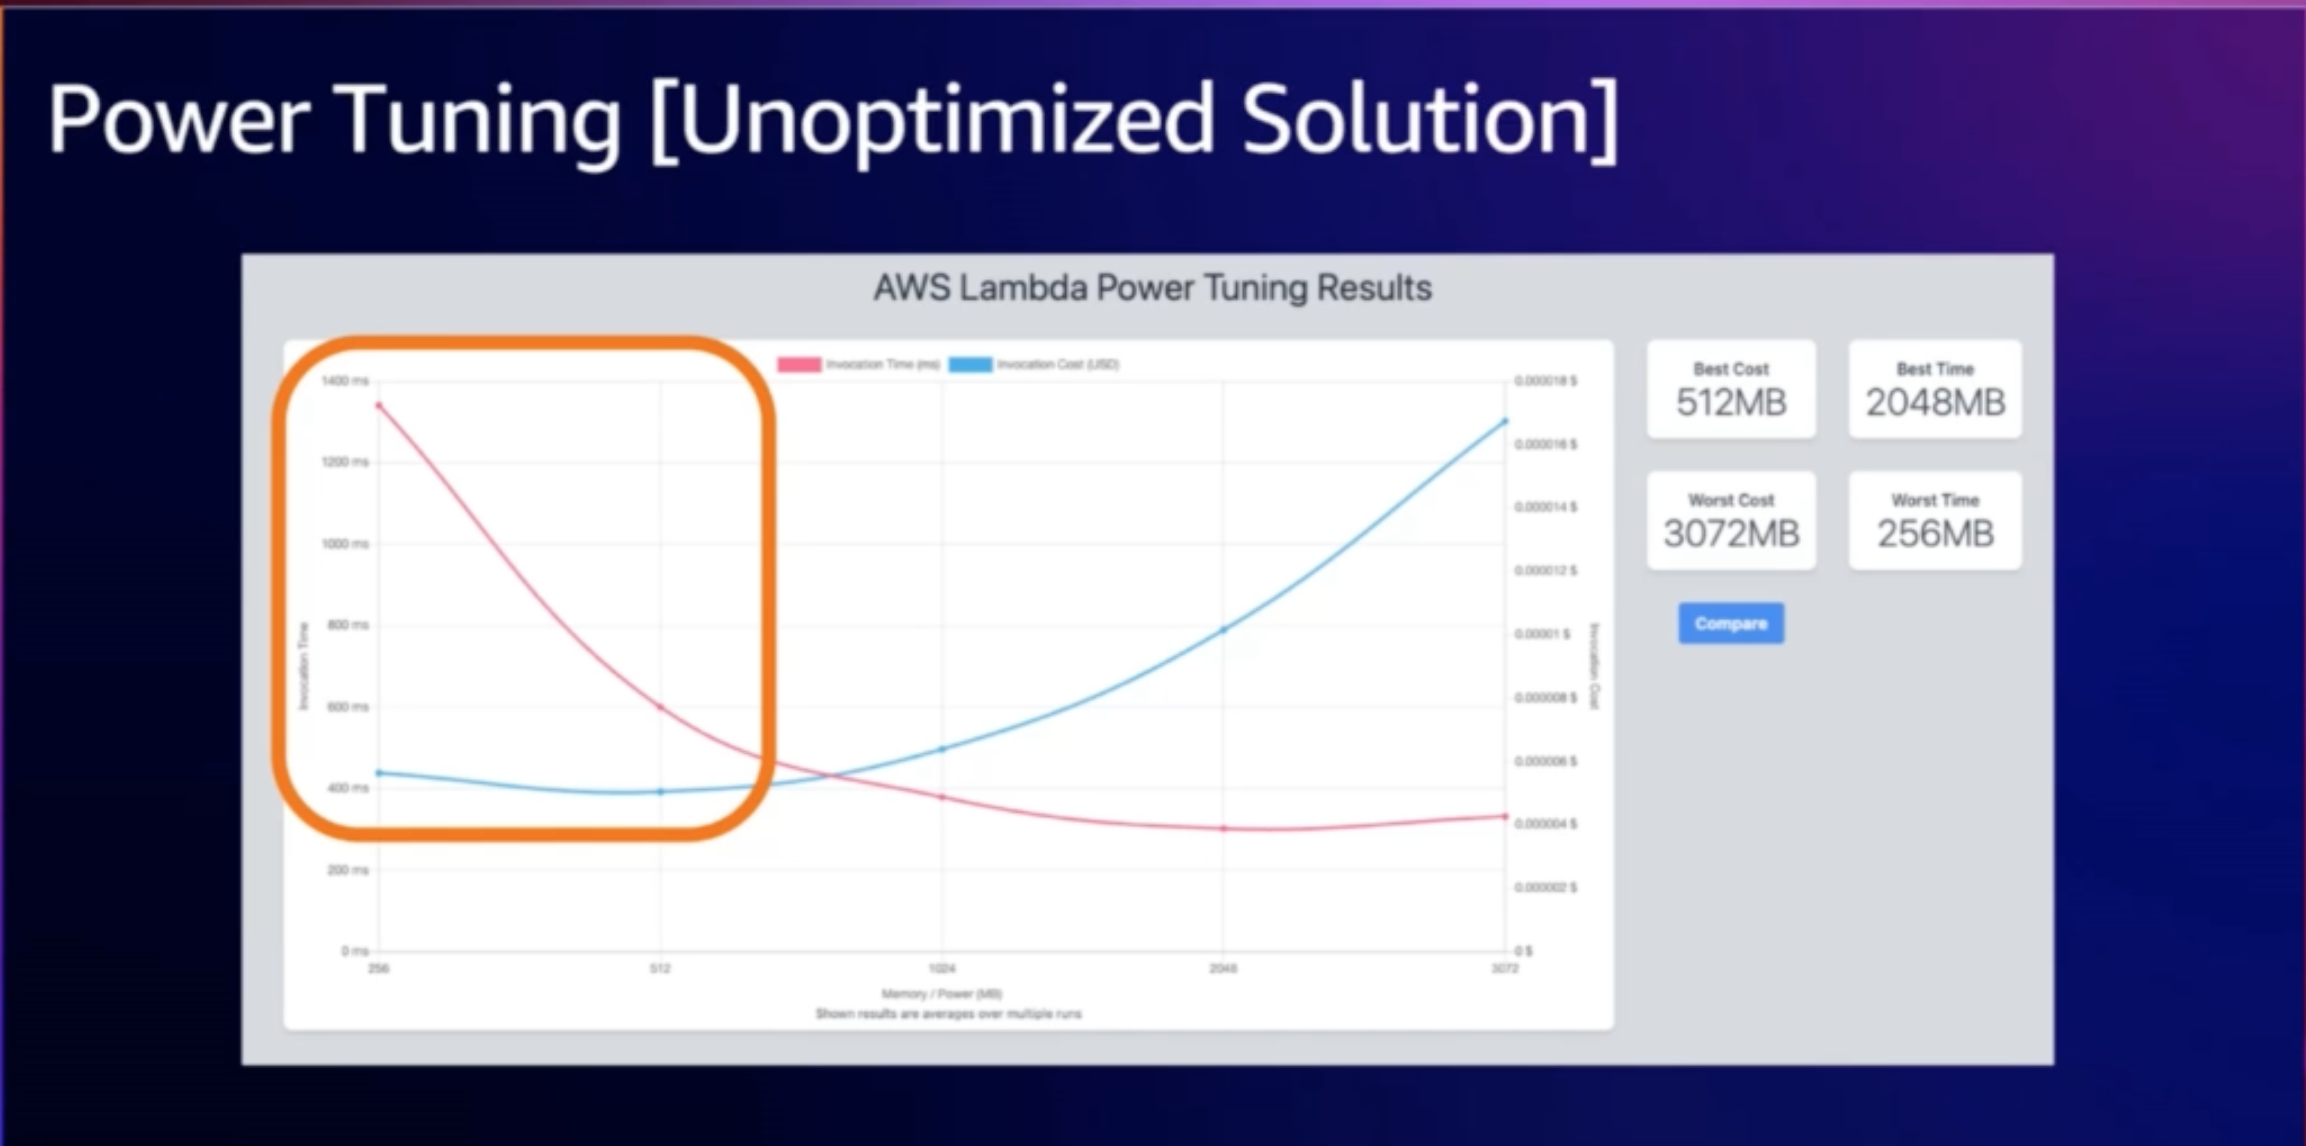 Power Tuning [Unoptimized Solution]
AWS Lambda Power Tuning Results
Invocation Time (ms) Invocation Cost (USD)
1400 ms
1200 ms
1000 ms
800 ms
600 ms
400 ms
200 ms
0 ms
Invocation Time
0.000018 $
0.000016 $
0.000014 $
0.000012 $
0.00001 $
0.000008 $
0.000006 $
0.000004 $
0.000002 $
0 $
Invocation Cost
256 512 1024 2048 3072
Memory / Power (MB)
Shown results are averages over multiple runs
Best Cost
512MB
Best Time
2048MB
Worst Cost
3072MB
Worst Time
256MB
Compare